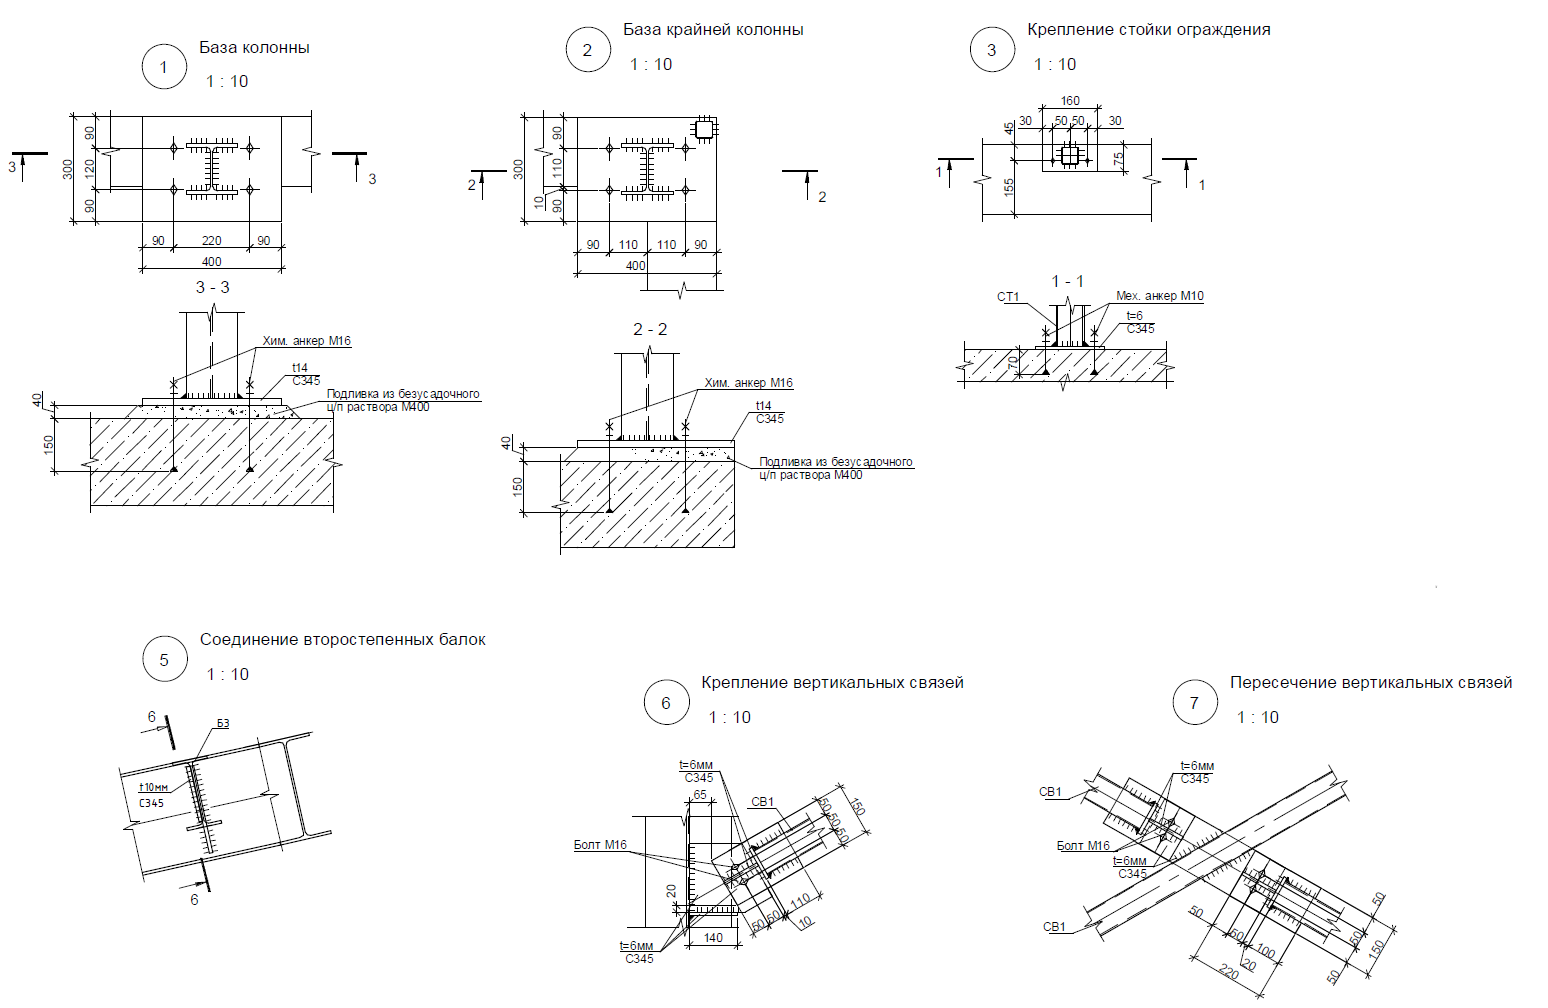 1
База колонны
1 : 10
90
120
90
300
3
3
90
220
90
400
3 - 3
Хим. анкер М16
t14
С345
Подливка из безусадочного
ц/п раствора М400
40
150
2
База крайней колонны
1 : 10
90
110
10
90
300
2
2
90
110
110
90
400
2 - 2
Хим. анкер М16
t14
С345
Подливка из безусадочного
ц/п раствора М400
40
150
3
Крепление стойки ограждения
1 : 10
160
30
50
50
30
45
155
75
1
1
1 - 1
СТ1
Мех. анкер М10
t=6
С345
70
5
Соединение второстепенных балок
1 : 10
6
Б3
t10мм
С345
6
6
Крепление вертикальных связей
1 : 10
t=6мм
С345
65
СВ1
50
50
50
150
Болт М16
20
110
50
50
10
140
t=6мм
С345
7
Пересечение вертикальных связей
1 : 10
t=6мм
С345
СВ1
Болт М16
t=6мм
С345
СВ1
50
60
100
20
220
50
50
150
50